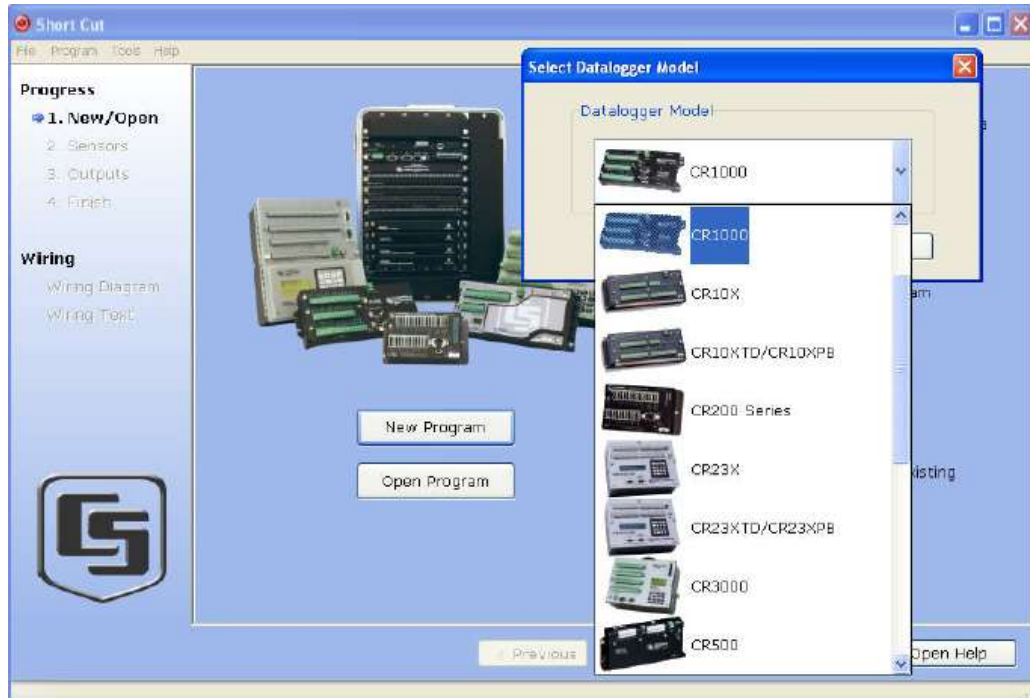 Short Cut
File Program Tools Help
Progress
1. New/Open
2. Sensors
3. Outputs
4. Finish
Wiring
Wiring Diagram
Wiring Text
New Program
Open Program
Select Datalogger Model
Datalogger Model
CR1000
CR1000
CR10X
CR10XTD/CR10XPB
CR200 Series
CR23X
CR23XTD/CR23XPB
CR3000
CR500
Previous
Open Help